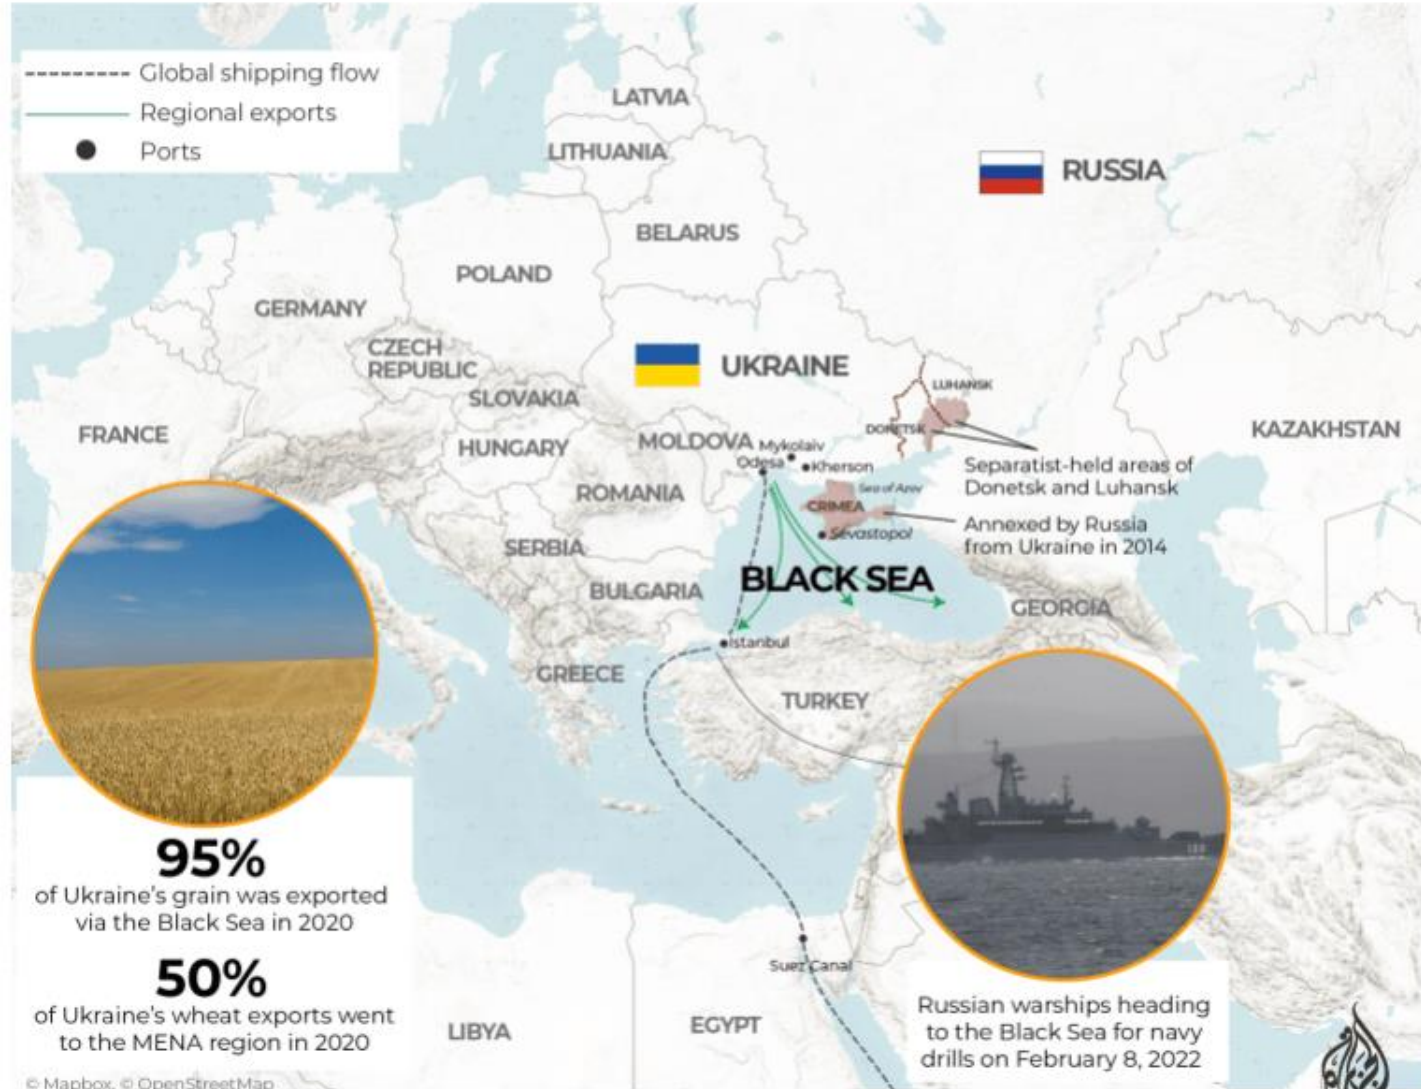 Global shipping flow
Regional exports
Ports
LATVIA
LITHUANIA
RUSSIA
BELARUS
POLAND
GERMANY
CZECH
REPUBLIC
UKRAINE
SLOVAKIA
LUHANSK
FRANCE
HUNGARY
MOLDOVA
Mykolaiv
DONETSK
KAZAKHSTAN
Odesa
Kherson
Separatist-held areas of
Donetsk and Luhansk
ROMANIA
Sea of Azov
CRIMEA
Annexed by Russia
from Ukraine in 2014
Sevastopol
SERBIA
BLACK SEA
BULGARIA
GEORGIA
Istanbul
GREECE
TURKEY
95%
of Ukraine's grain was exported
via the Black Sea in 2020
50%
of Ukraine's wheat exports went
to the MENA region in 2020
Suez Canal
LIBYA
EGYPT
Russian warships heading
to the Black Sea for navy
drills on February 8, 2022
© Mapbox, © OpenStreetMap